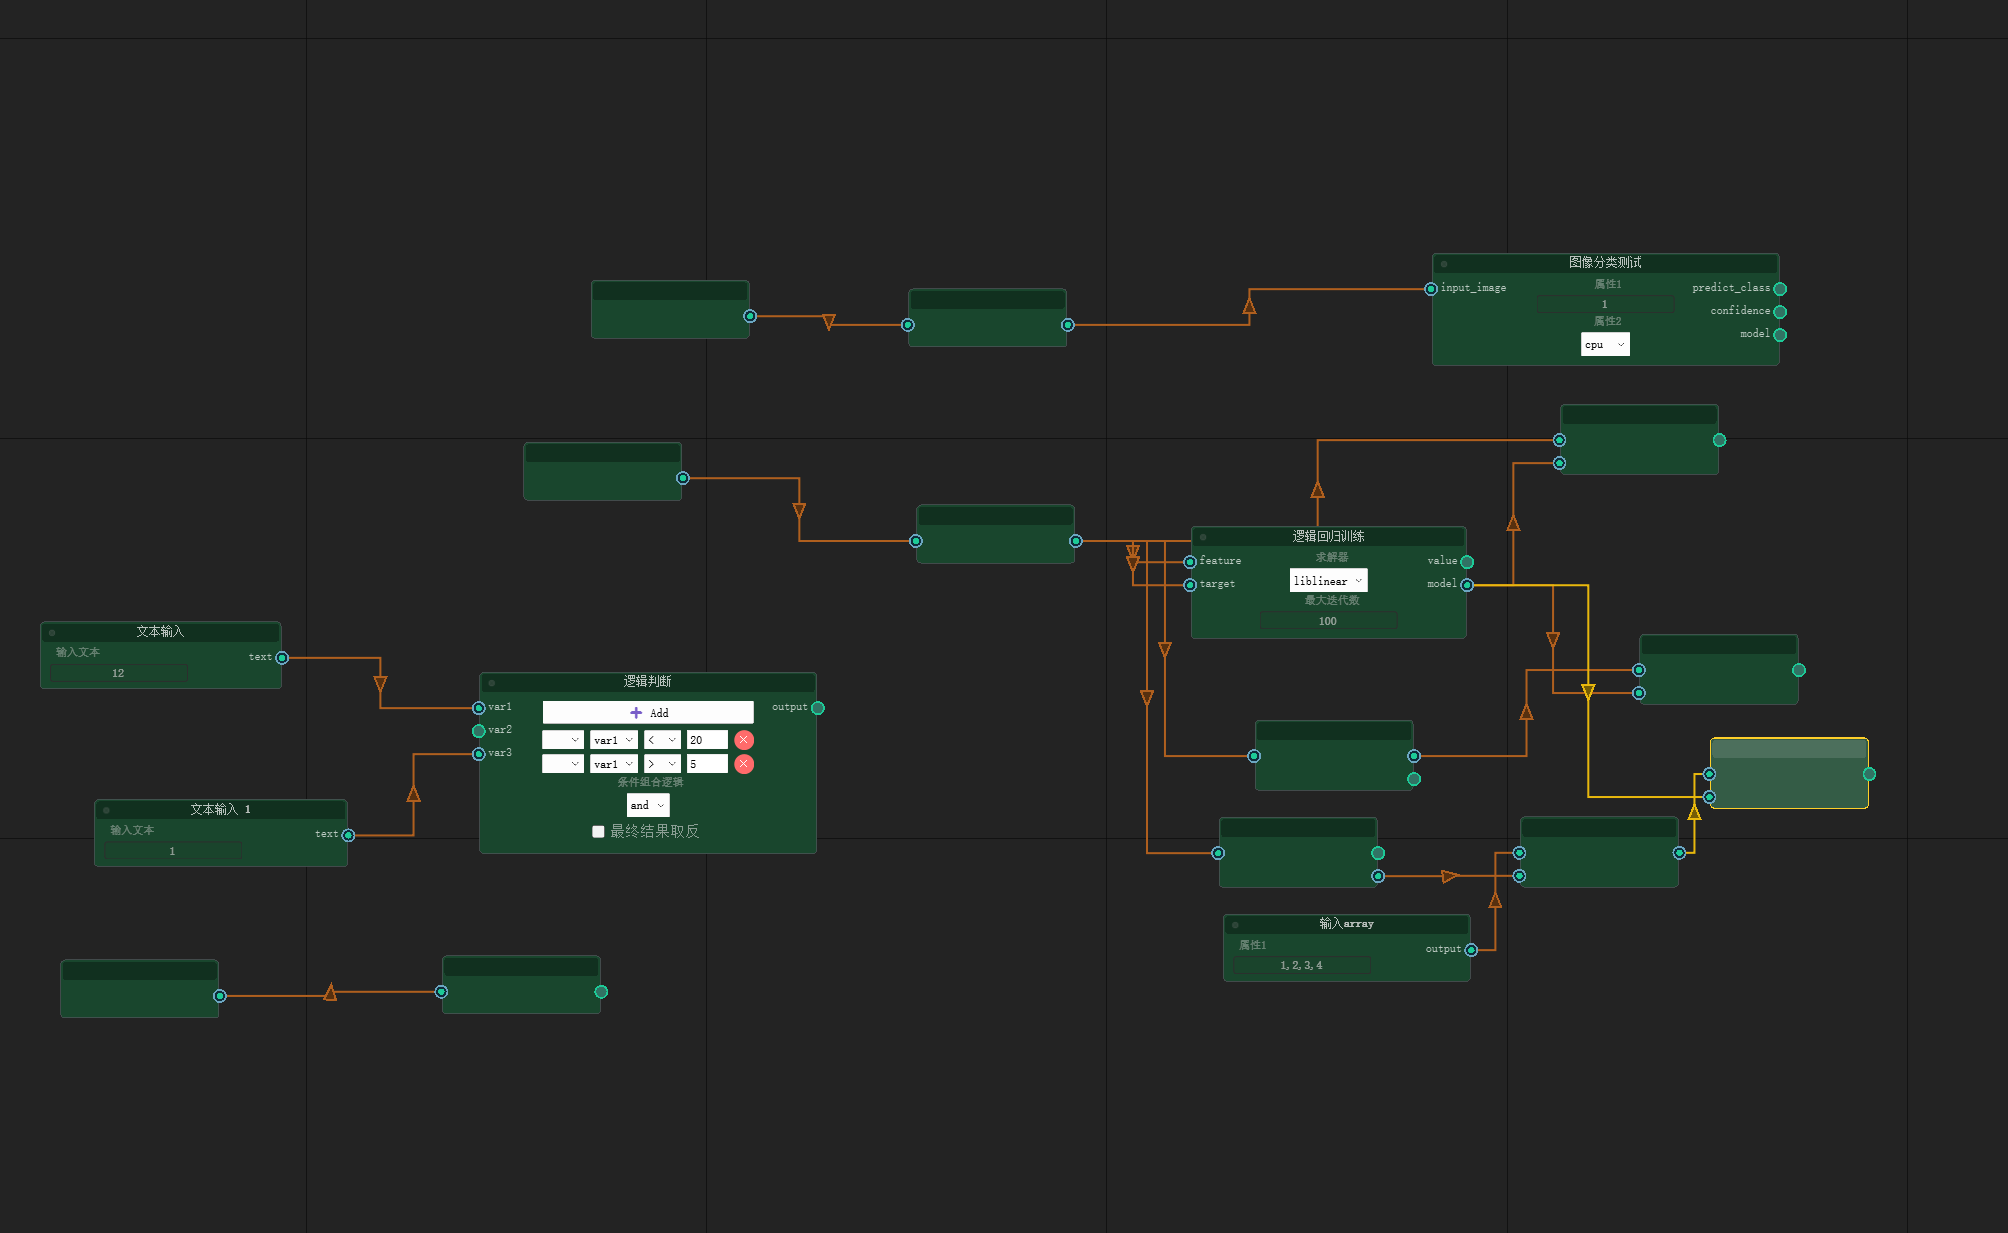 图像分类测试
input_image
属性1
predict_class
1
confidence
属性2
model
cpu
逻辑回归训练
feature
求解器
value
target
liblinear
model
最大迭代数
100
文本输入
输入文本
text
12
逻辑判断
var1
Add
output
var2
var1 < 20
var3
var1 > 5
条件组合逻辑
and
最终结果取反
文本输入 1
输入文本
text
1
输入array
属性1
output
1,2,3,4